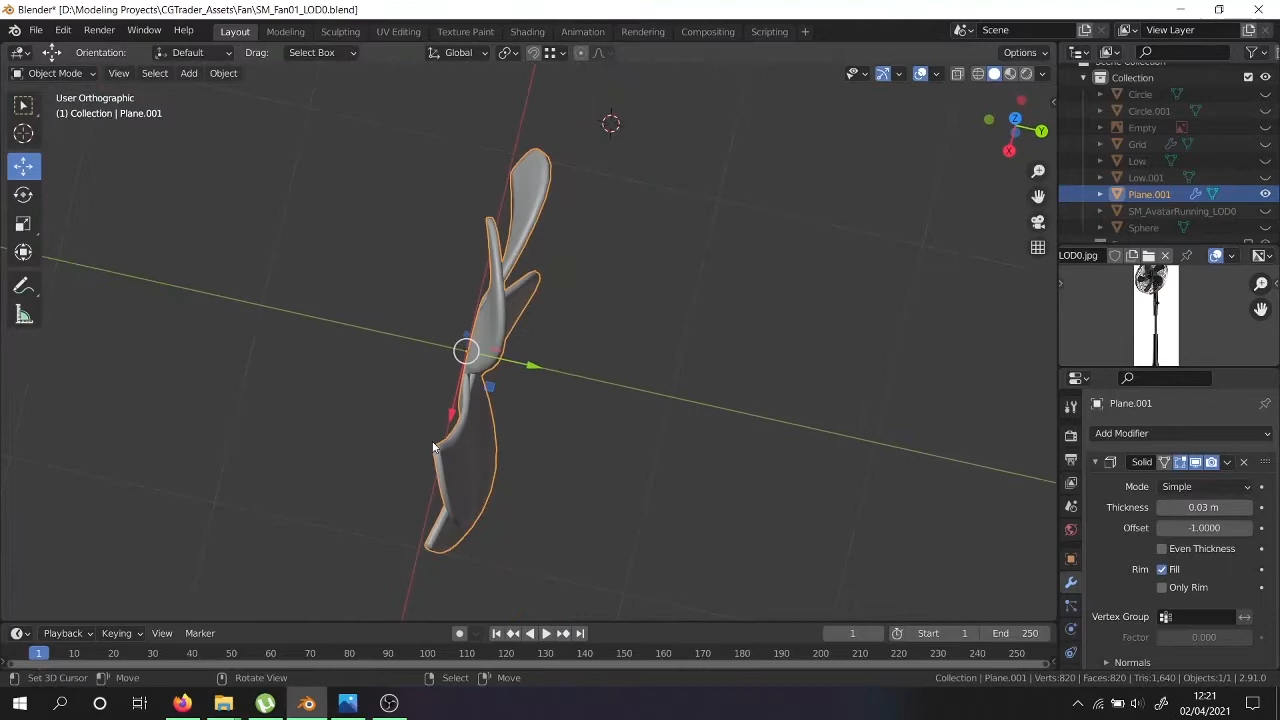 Blender* [D:\Modeling Projects\CGTrader_Assets\Fan\SM_Fan01_LOD0.blend]
File Edit Render Window Help Layout Modeling Sculpting UV Editing Texture Paint Shading Animation Rendering Compositing Scripting + Scene View Layer
Orientation: Default Drag: Select Box Global Options
Object Mode View Select Add Object
User Orthographic
(1) Collection | Plane.001
Z
Y
X
Collection
Circle
Circle.001
Empty
Grid
Low
Low.001
Plane.001
SM_AvatarRunning_LOD0
Sphere
LOD0.jpg
Plane.001
Add Modifier
Solid
Mode Simple
Thickness 0.03 m
Offset -1.0000
Even Thickness
Rim Fill
Only Rim
Vertex Group
Factor 0.000
Normals
Playback Keying View Marker 1 Start 1 End 250
1 10 20 30 40 50 60 70 80 90 100 110 120 130 140 150 160 170 180 190 200 210 220 230 240 250
Set 3D Cursor Move Rotate View Select Move Collection | Plane.001 | Verts:820 | Faces:820 | Tris:1,640 | Objects:1/1 | 2.91.0
12:21
02/04/2021